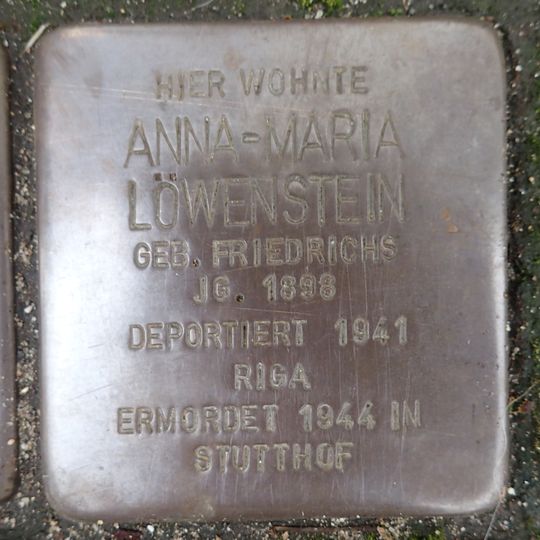 HIER WOHNTE
ANNA-MARIA
LÖWENSTEIN
GEB. FRIEDRICHS
JG. 1898
DEPORTIERT 1941
RIGA
ERMORDET 1944 IN
STUTTHOF